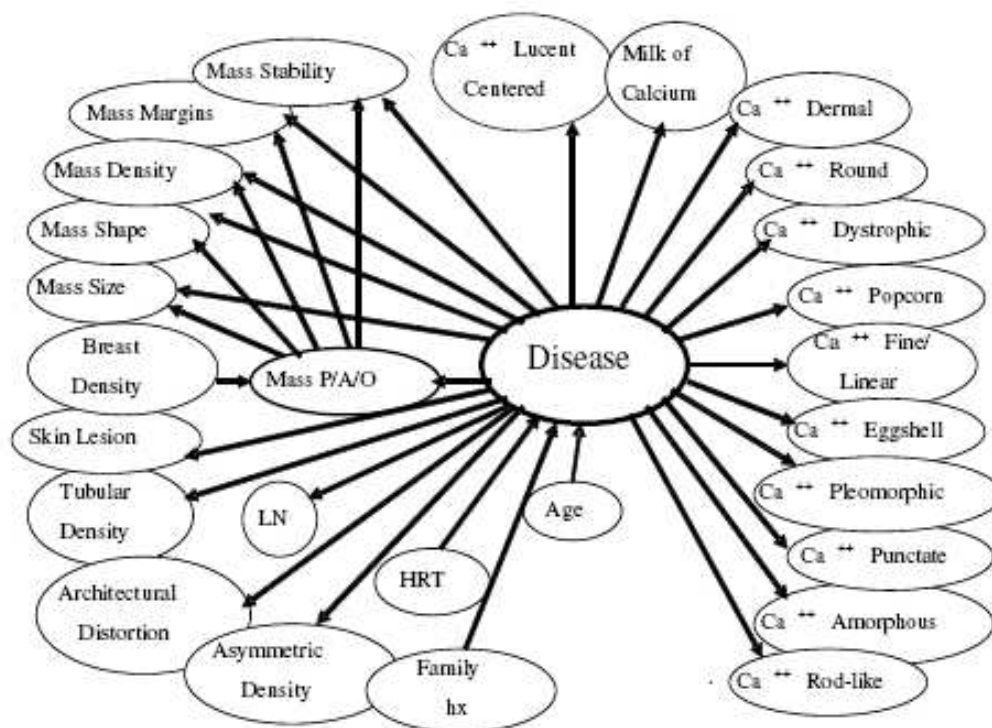 Mass Stability
Mass Margins
Mass Density
Mass Shape
Mass Size
Breast
Density
Mass P/A/O
Skin Lesion
Tubular
Density
LN
Architectural
Distortion
Asymmetric
Density
HRT
Family
hx
Age
Disease
Ca ++ Lucent
Centered
Milk of
Calcium
Ca ++ Dermal
Ca ++ Round
Ca ++ Dystrophic
Ca ++ Popcorn
Ca ++ Fine/
Linear
Ca ++ Eggshell
Ca ++ Pleomorphic
Ca ++ Punctate
Ca ++ Amorphous
Ca ++ Rod-like